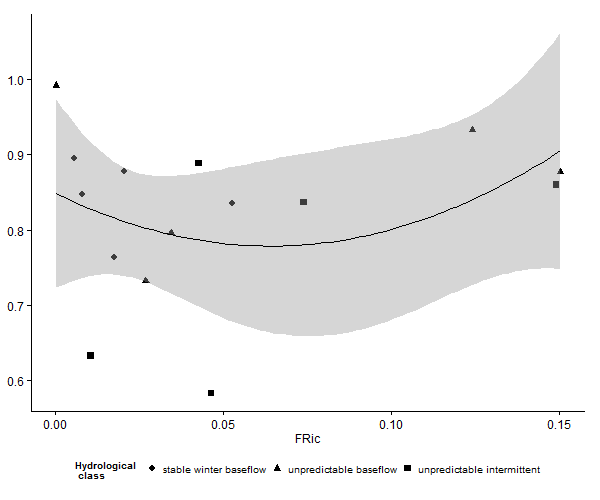 1.0
0.9
0.8
0.7
0.6
0.00 0.05 0.10 0.15
FRic
Hydrological
class
stable winter baseflow unpredictable baseflow unpredictable intermittent